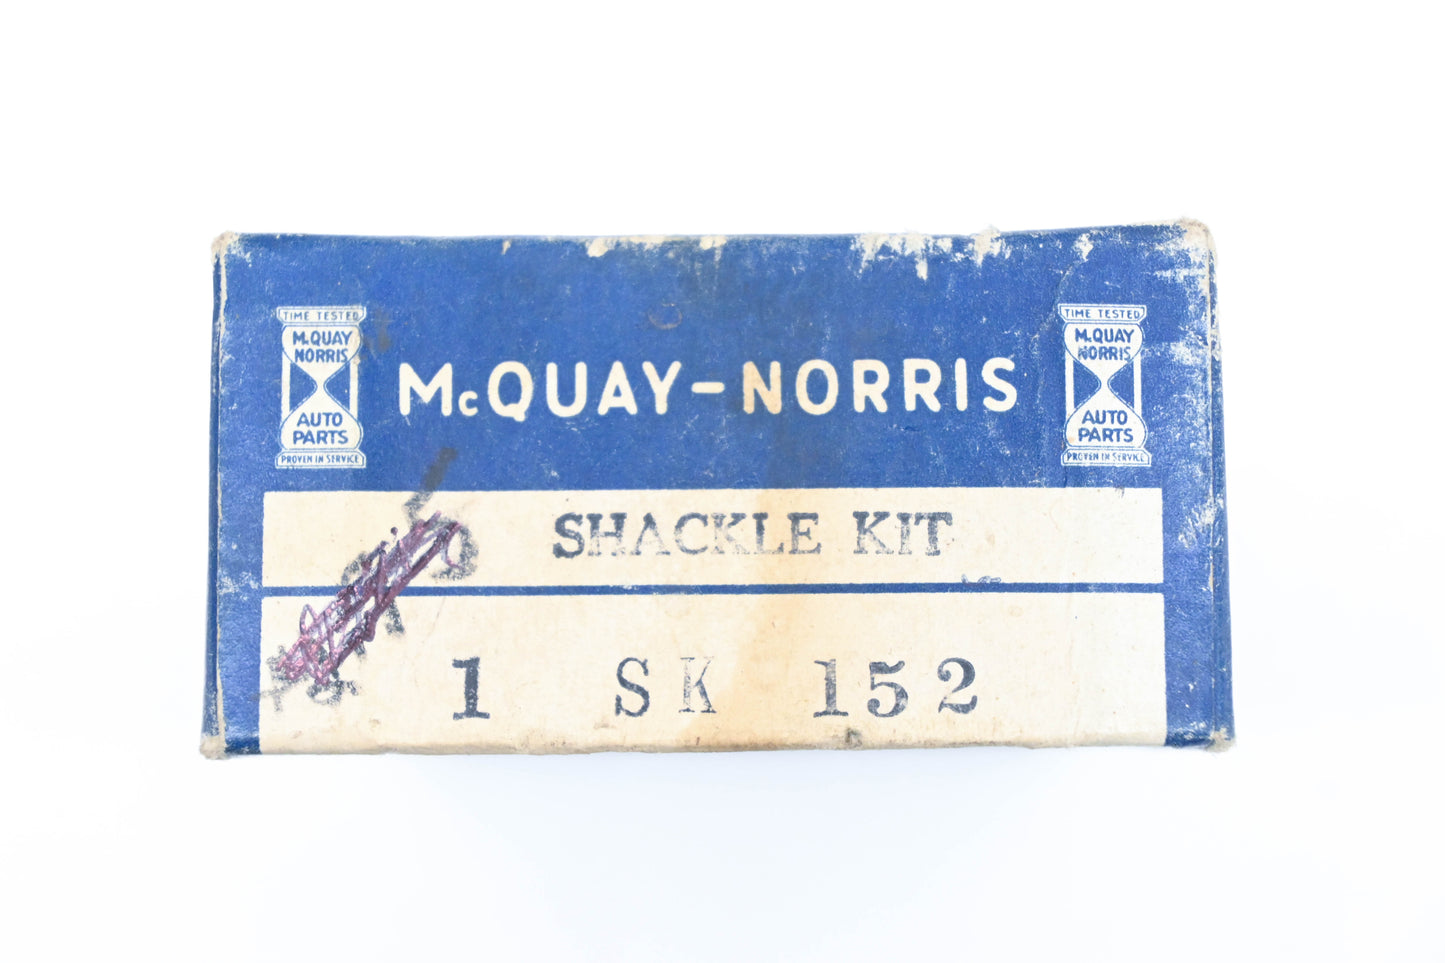 TIME TESTED
McQUAY
NORRIS
AUTO
PARTS
PROVEN IN SERVICE
McQUAY-NORRIS
TIME TESTED
McQUAY
NORRIS
AUTO
PARTS
PROVEN IN SERVICE
SHACKLE KIT
1 SK 152